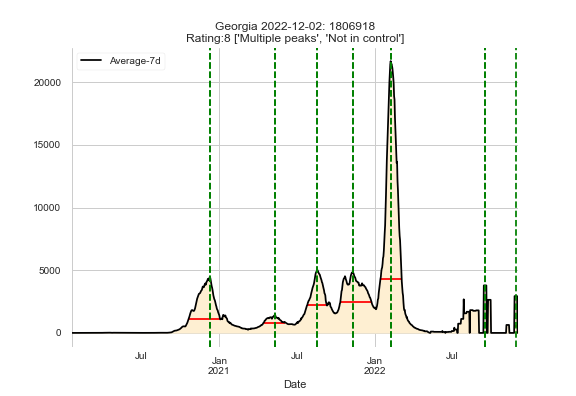 Georgia 2022-12-02: 1806918
Rating:8 ['Multiple peaks', 'Not in control']
Average-7d
20000
15000
10000
5000
0
Jul
Jan
2021
Jul
Jan
2022
Jul
Date